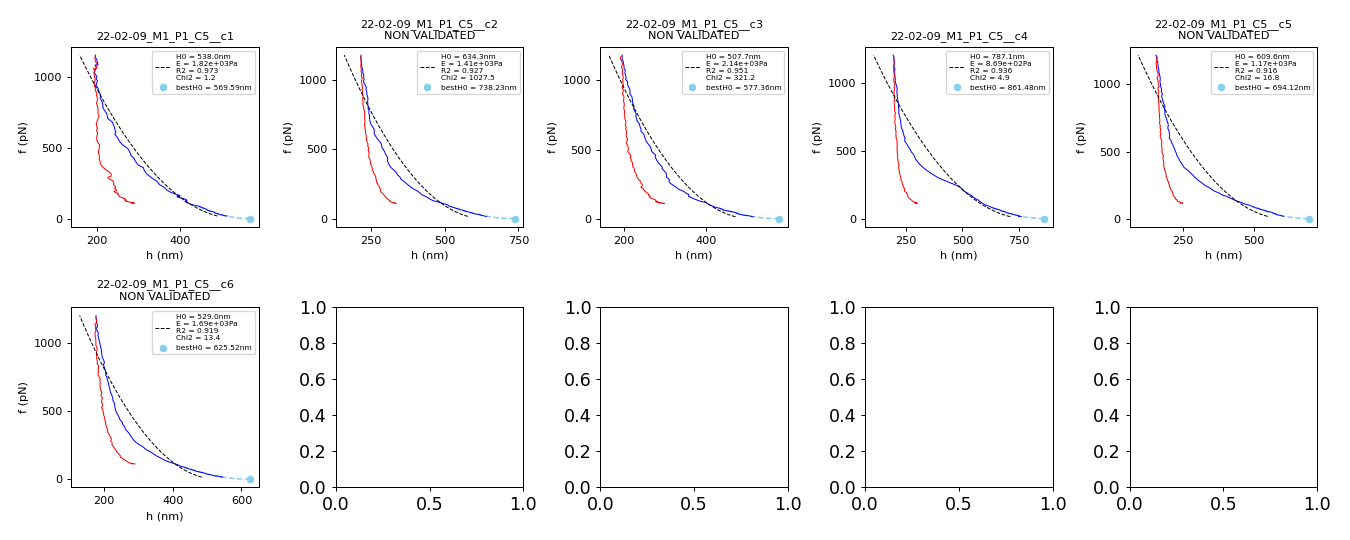 22-02-09_M1_P1_C5__c1
H0 = 538.0nm
E = 1.82e+03Pa
R2 = 0.973
Chi2 = 1.2
bestH0 = 569.59nm
1000
500
0
f (pN)
200
400
h (nm)
22-02-09_M1_P1_C5__c2
NON VALIDATED
H0 = 634.3nm
E = 1.41e+03Pa
R2 = 0.927
Chi2 = 1027.5
bestH0 = 738.23nm
1000
500
0
f (pN)
250
500
750
h (nm)
22-02-09_M1_P1_C5__c3
NON VALIDATED
H0 = 507.7nm
E = 2.14e+03Pa
R2 = 0.951
Chi2 = 321.2
bestH0 = 577.36nm
1000
500
0
f (pN)
200
400
h (nm)
22-02-09_M1_P1_C5__c4
H0 = 787.1nm
E = 8.69e+02Pa
R2 = 0.936
Chi2 = 4.9
bestH0 = 861.48nm
1000
500
0
f (pN)
250
500
750
h (nm)
22-02-09_M1_P1_C5__c5
NON VALIDATED
H0 = 609.6nm
E = 1.17e+03Pa
R2 = 0.916
Chi2 = 16.8
bestH0 = 694.12nm
1000
500
0
f (pN)
250
500
h (nm)
22-02-09_M1_P1_C5__c6
NON VALIDATED
H0 = 529.0nm
E = 1.69e+03Pa
R2 = 0.919
Chi2 = 13.4
bestH0 = 625.52nm
1000
500
0
f (pN)
200
400
600
h (nm)
1.0
0.8
0.6
0.4
0.2
0.0
0.0
0.5
1.0
1.0
0.8
0.6
0.4
0.2
0.0
0.0
0.5
1.0
1.0
0.8
0.6
0.4
0.2
0.0
0.0
0.5
1.0
1.0
0.8
0.6
0.4
0.2
0.0
0.0
0.5
1.0